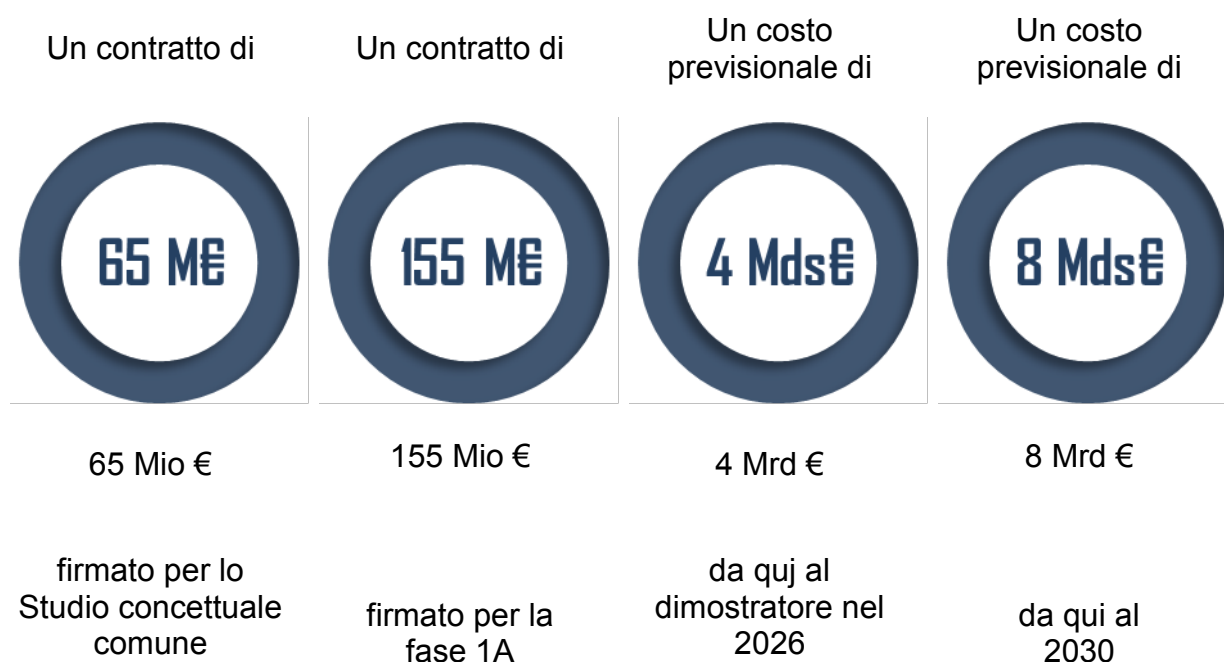 Un contratto di
65 M€
65 Mio €
firmato per lo
Studio concettuale
comune
Un contratto di
155 M€
155 Mio €
firmato per la
fase 1A
Un costo
previsionale di
4 Mds€
4 Mrd €
da quj al
dimostratore nel
2026
Un costo
previsionale di
8 Mds€
8 Mrd €
da qui al
2030